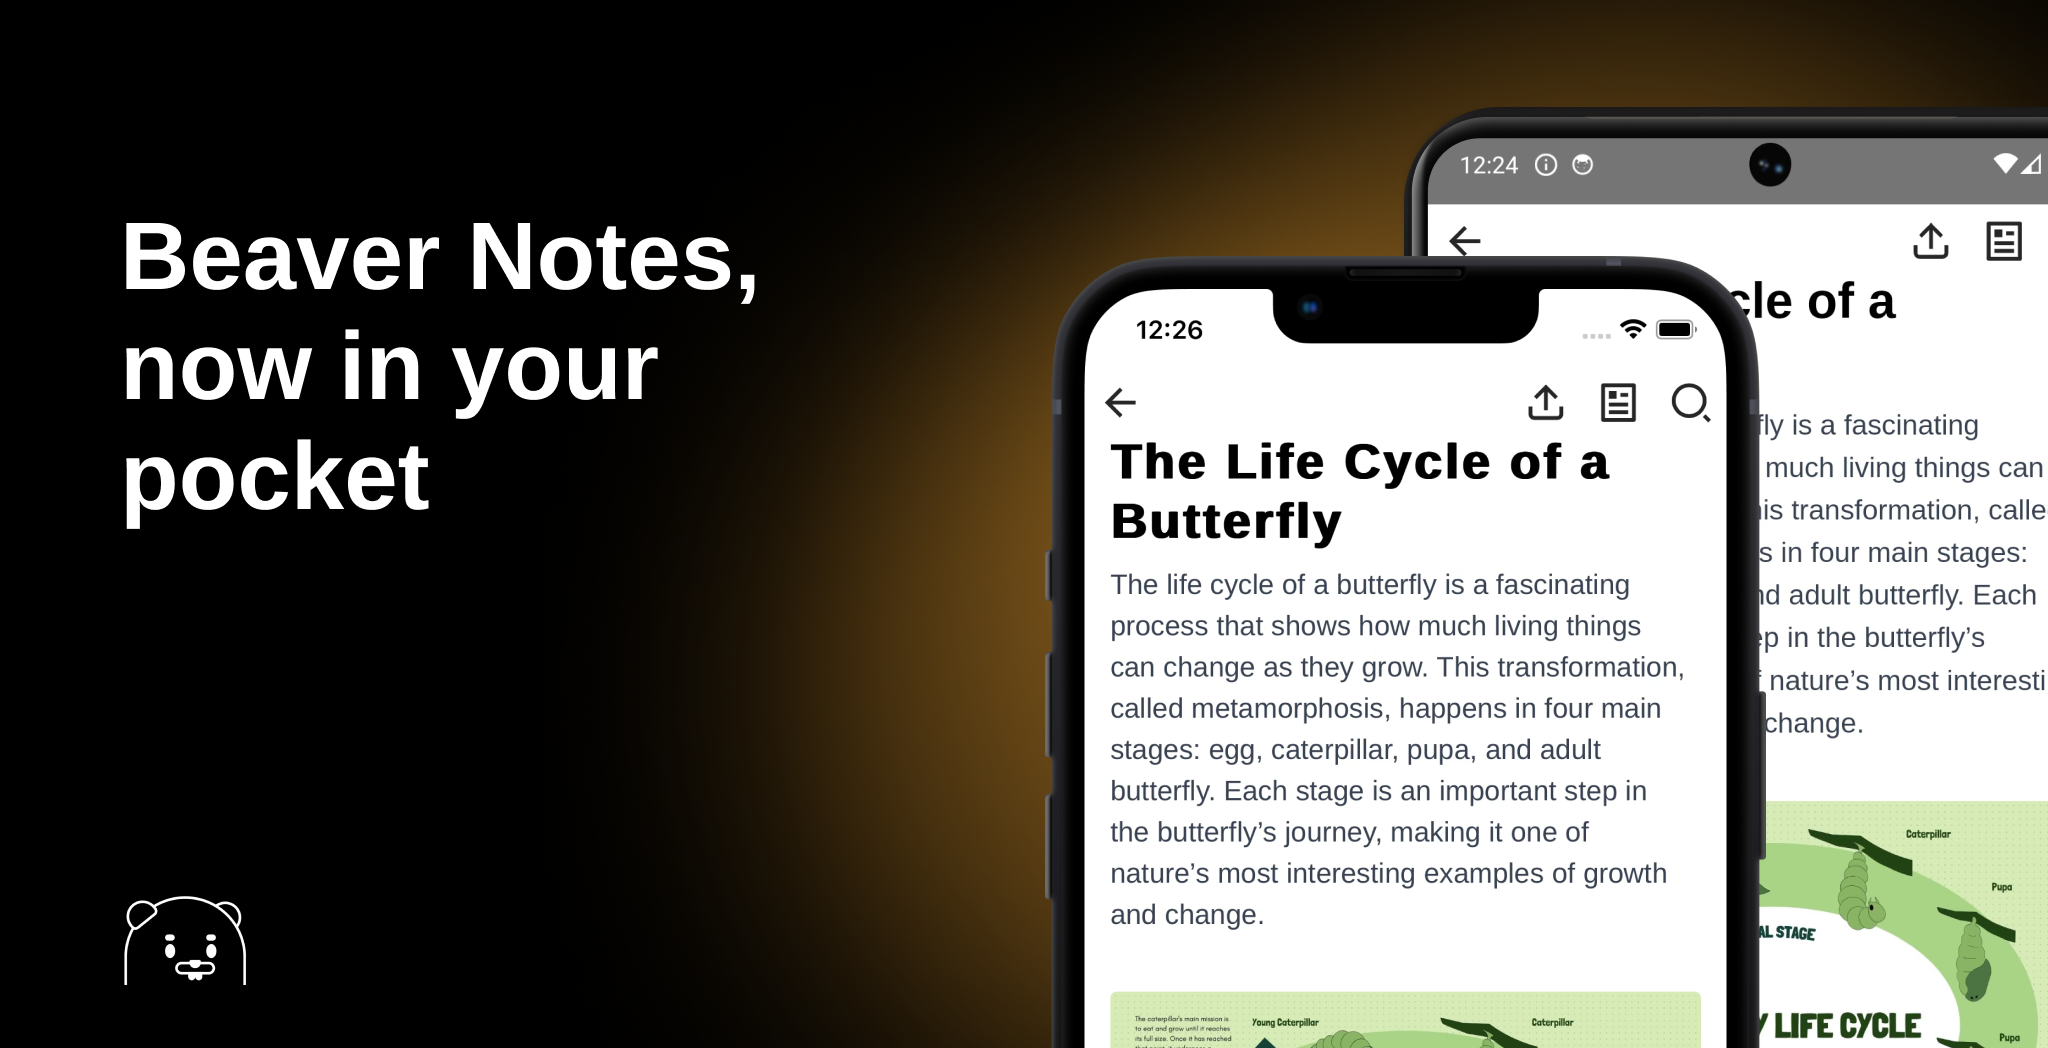 Beaver Notes,
now in your
pocket
12:26
The Life Cycle of a
Butterfly
The life cycle of a butterfly is a fascinating
process that shows how much living things
can change as they grow. This transformation,
called metamorphosis, happens in four main
stages: egg, caterpillar, pupa, and adult
butterfly. Each stage is an important step in
the butterfly’s journey, making it one of
nature’s most interesting examples of growth
and change.
The caterpillar's main mission is
to eat and grow until it reaches
its full size. Once it has reached
Young Caterpillar
Caterpillar
12:24
cle of a
fly is a fascinating
much living things can
his transformation, calle
s in four main stages:
nd adult butterfly. Each
ep in the butterfly’s
nature’s most interesti
change.
Caterpillar
Pupa
AL STAGE
Y LIFE CYCLE
Pupa